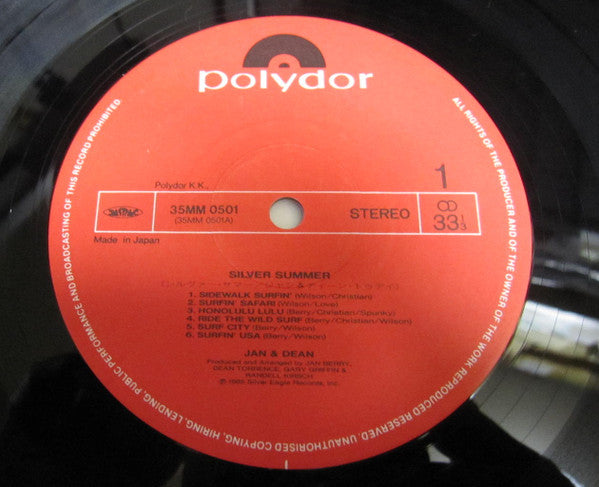 polydor
Polydor K.K.,
1
35MM 0501
(35MM 0501A)
STEREO
33 1/3
Made in Japan
SILVER SUMMER
1. SIDEWALK SURFIN' (Wilson/Christian)
2. SURFIN' SAFARI (Wilson/Love)
3. HONOLULU LULU (Berry/Christian/Spunky)
4. RIDE THE WILD SURF (Berry/Christian/Wilson)
5. SURF CITY (Berry/Wilson)
6. SURFIN' USA (Berry/Wilson)
JAN & DEAN
Produced and Arranged by JAN BERRY,
DEAN TORRENCE, GARY GRIFFIN &
RANDELL KIRSCH
℗1985 Silver Eagle Records, Inc.
ALL RIGHTS OF THE PRODUCER AND OF THE OWNER OF THE WORK REPRODUCED RESERVED. UNAUTHORISED COPYING, HIRING, LENDING, PUBLIC PERFORMANCE AND BROADCASTING OF THIS RECORD PROHIBITED.